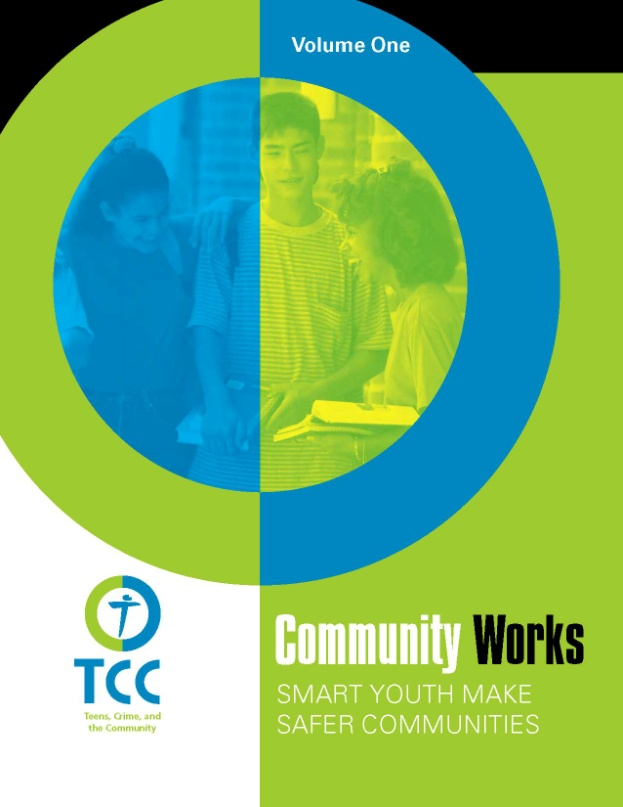 Volume One
Community Works
SMART YOUTH MAKE
SAFER COMMUNITIES
TCC
Teens, Crime, and
the Community